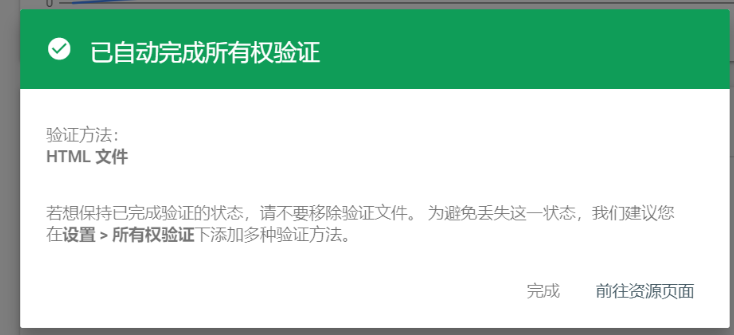 0
已自动完成所有权验证
验证方法：
HTML 文件
若想保持已完成验证的状态，请不要移除验证文件。 为避免丢失这一状态，我们建议您
在设置 > 所有权验证下添加多种验证方法。
完成 前往资源页面